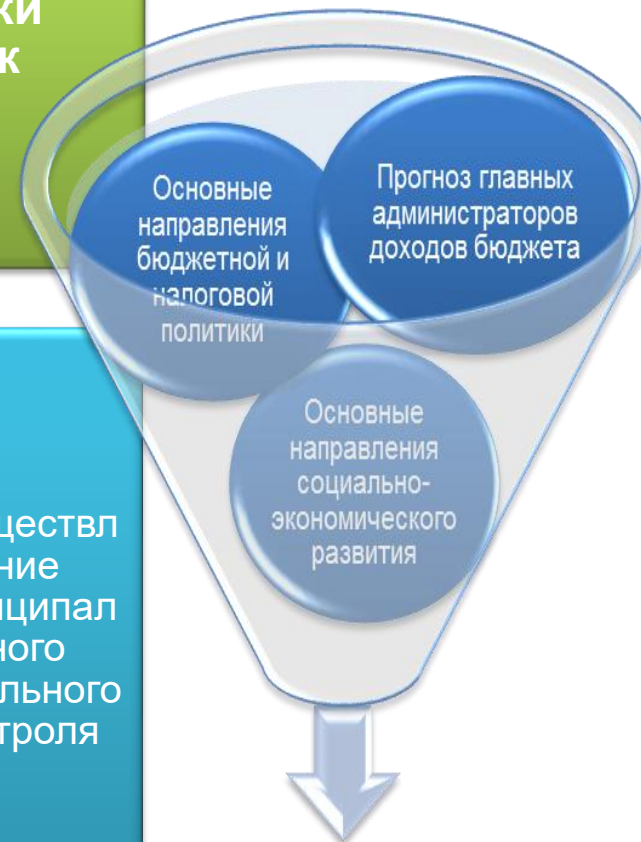 ки
к
Основные
направления
бюджетной и
налоговой
политики
Прогноз главных
администраторов
доходов бюджета
Основные
направления
социально-
экономического
развития
ществл
ние
иципал
ного
льного
троля